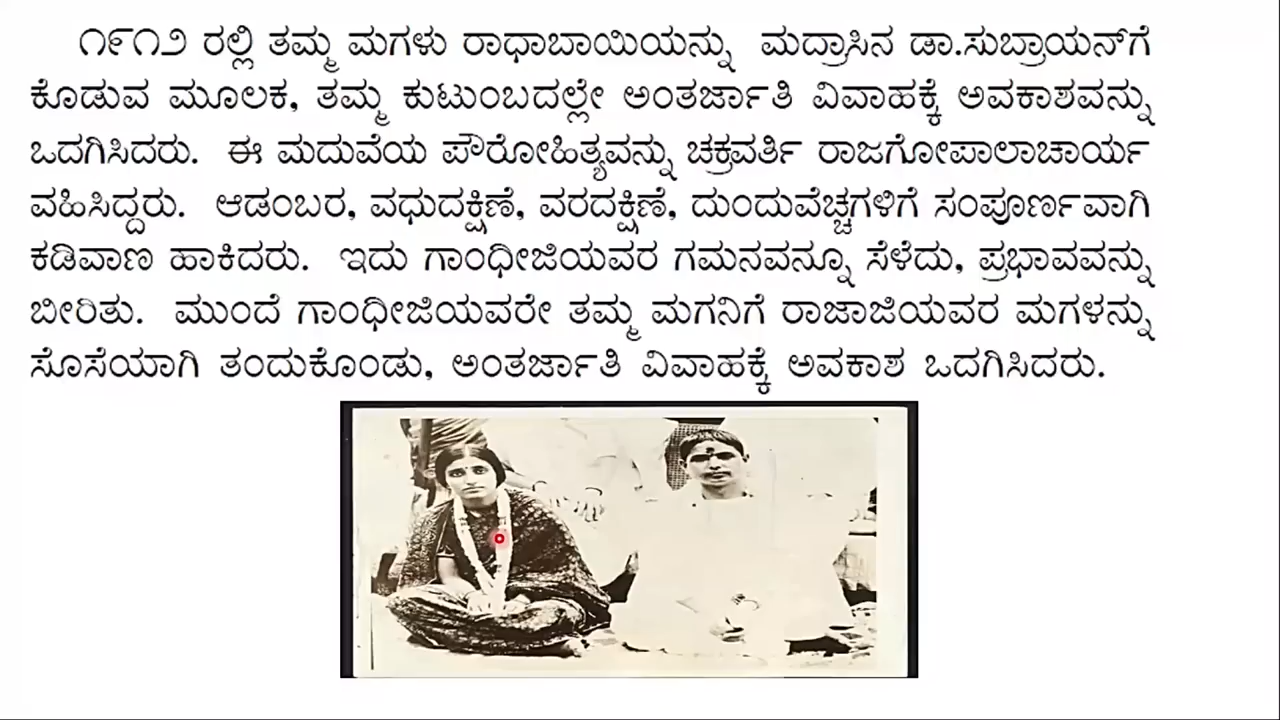 ೧೯೧೨ ರಲ್ಲಿ ತಮ್ಮ ಮಗಳು ರಾಧಾಬಾಯಿಯನ್ನು ಮದ್ರಾಸಿನ ಡಾ.ಸುಬ್ರಾಯನ್‌ಗೆ
ಕೊಡುವ ಮೂಲಕ, ತಮ್ಮ ಕುಟುಂಬದಲ್ಲೇ ಅಂತರ್ಜಾತಿ ವಿವಾಹಕ್ಕೆ ಅವಕಾಶವನ್ನು
ಒದಗಿಸಿದರು. ಈ ಮದುವೆಯ ಪೌರೋಹಿತ್ಯವನ್ನು ಚಕ್ರವರ್ತಿ ರಾಜಗೋಪಾಲಾಚಾರ್ಯ
ವಹಿಸಿದ್ದರು. ಆಡಂಬರ, ವಧುದಕ್ಷಿಣೆ, ವರದಕ್ಷಿಣೆ, ದುಂದುವೆಚ್ಚಗಳಿಗೆ ಸಂಪೂರ್ಣವಾಗಿ
ಕಡಿವಾಣ ಹಾಕಿದರು. ಇದು ಗಾಂಧೀಜಿಯವರ ಗಮನವನ್ನೂ ಸೆಳೆದು, ಪ್ರಭಾವವನ್ನು
ಬೀರಿತು. ಮುಂದೆ ಗಾಂಧೀಜಿಯವರೇ ತಮ್ಮ ಮಗನಿಗೆ ರಾಜಾಜಿಯವರ ಮಗಳನ್ನು
ಸೊಸೆಯಾಗಿ ತಂದುಕೊಂಡು, ಅಂತರ್ಜಾತಿ ವಿವಾಹಕ್ಕೆ ಅವಕಾಶ ಒದಗಿಸಿದರು.